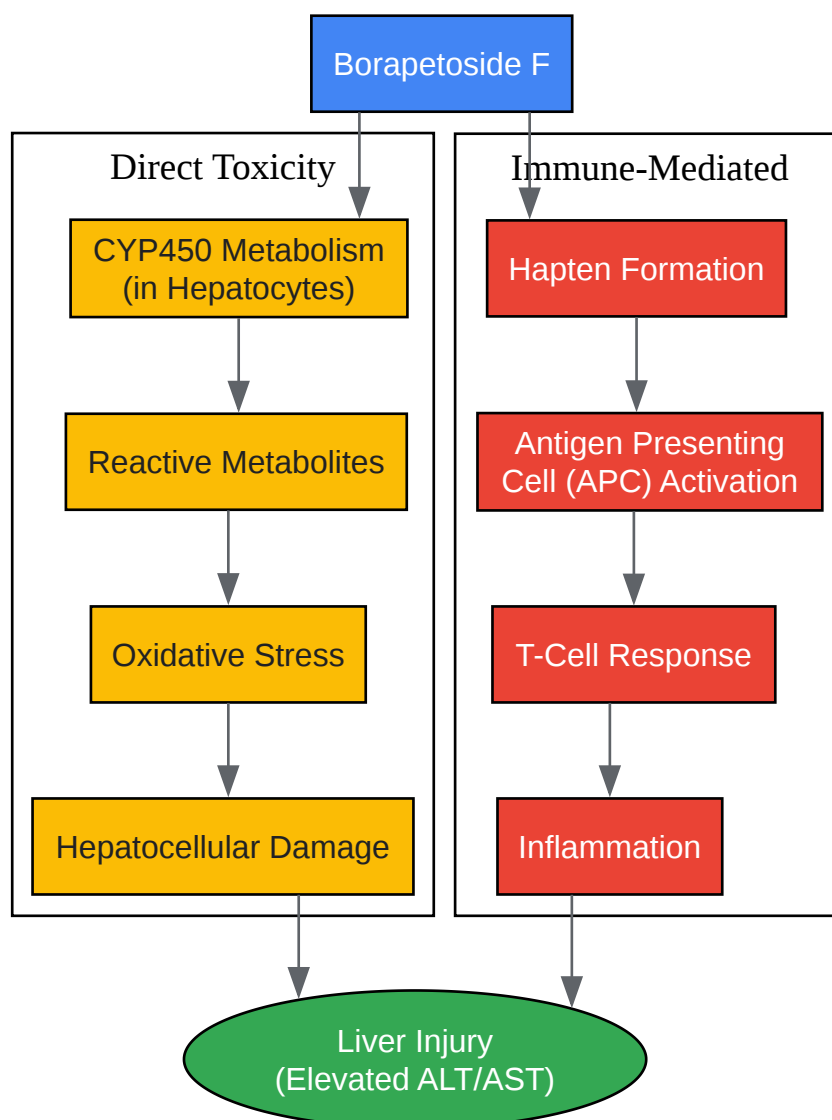 Borapetoside F
Direct Toxicity
CYP450 Metabolism
(in Hepatocytes)
Reactive Metabolites
Oxidative Stress
Hepatocellular Damage
Immune-Mediated
Hapten Formation
Antigen Presenting
Cell (APC) Activation
T-Cell Response
Inflammation
Liver Injury
(Elevated ALT/AST)